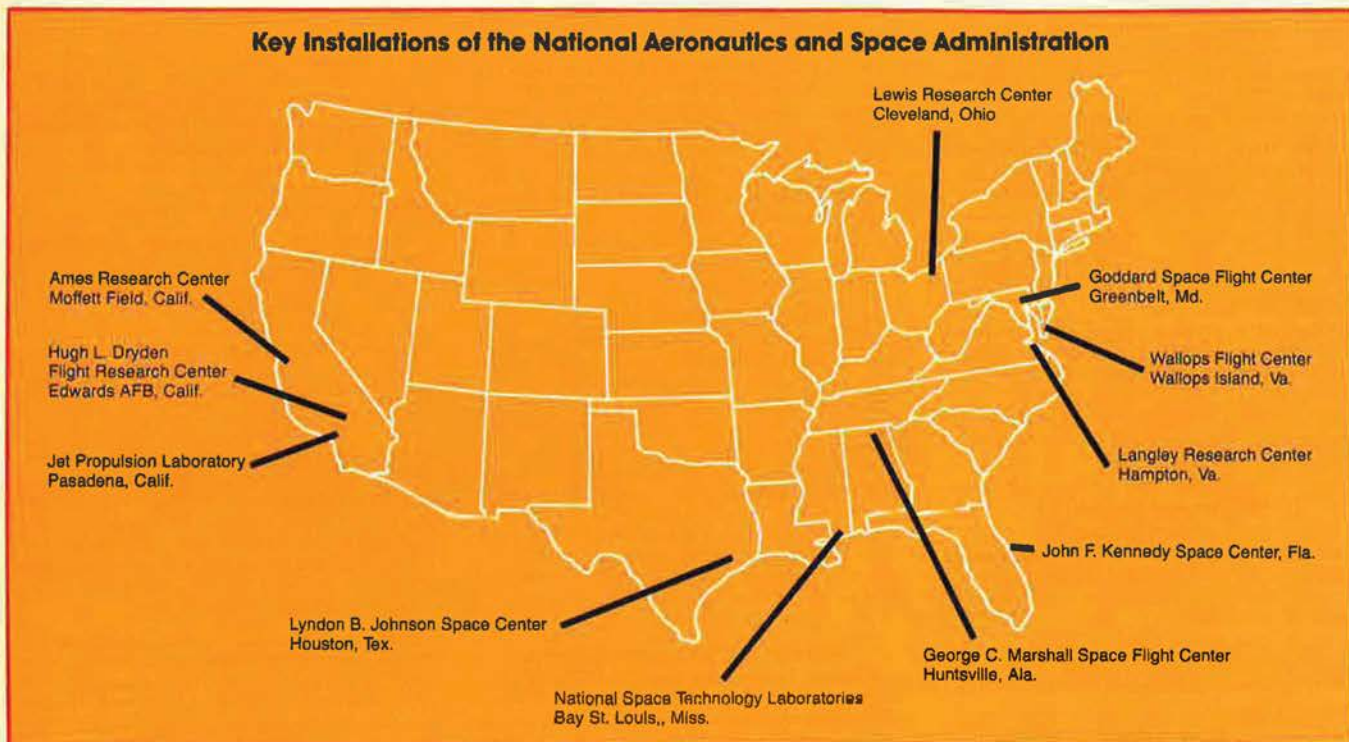 Key Installations of the National Aeronautics and Space Administration
Lewis Research Center
Cleveland, Ohio
Ames Research Center
Moffett Field, Calif.
Goddard Space Flight Center
Greenbelt, Md.
Hugh L. Dryden
Flight Research Center
Edwards AFB, Calif.
Wallops Flight Center
Wallops Island, Va.
Jet Propulsion Laboratory
Pasadena, Calif.
Langley Research Center
Hampton, Va.
John F. Kennedy Space Center, Fla.
Lyndon B. Johnson Space Center
Houston, Tex.
George C. Marshall Space Flight Center
Huntsville, Ala.
National Space Technology Laboratories
Bay St. Louis,, Miss.